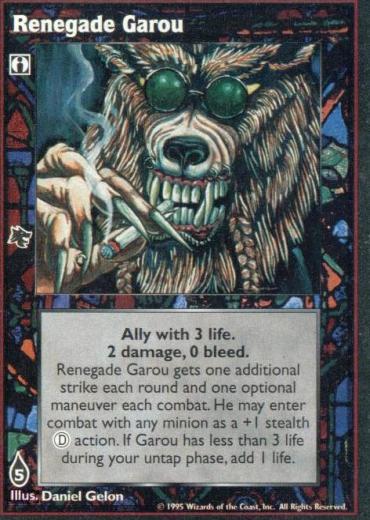 Renegade Garou
Ally with 3 life.
2 damage, 0 bleed.
Renegade Garou gets one additional
strike each round and one optional
maneuver each combat. He may enter
combat with any minion as a +1 stealth
Ⓓ action. If Garou has less than 3 life
during your untap phase, add 1 life.
5
Illus. Daniel Gelon
© 1995 Wizards of the Coast, Inc. All Rights Reserved.